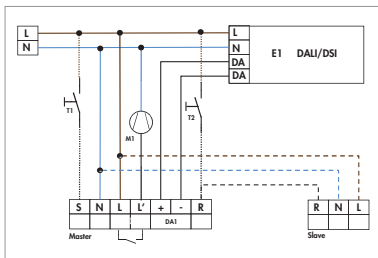 L
N
L
N
DA
DA
E1 DALI/DSI
T1
M1
T2
S N L L' + - R
DA1
Master
R N L
Slave